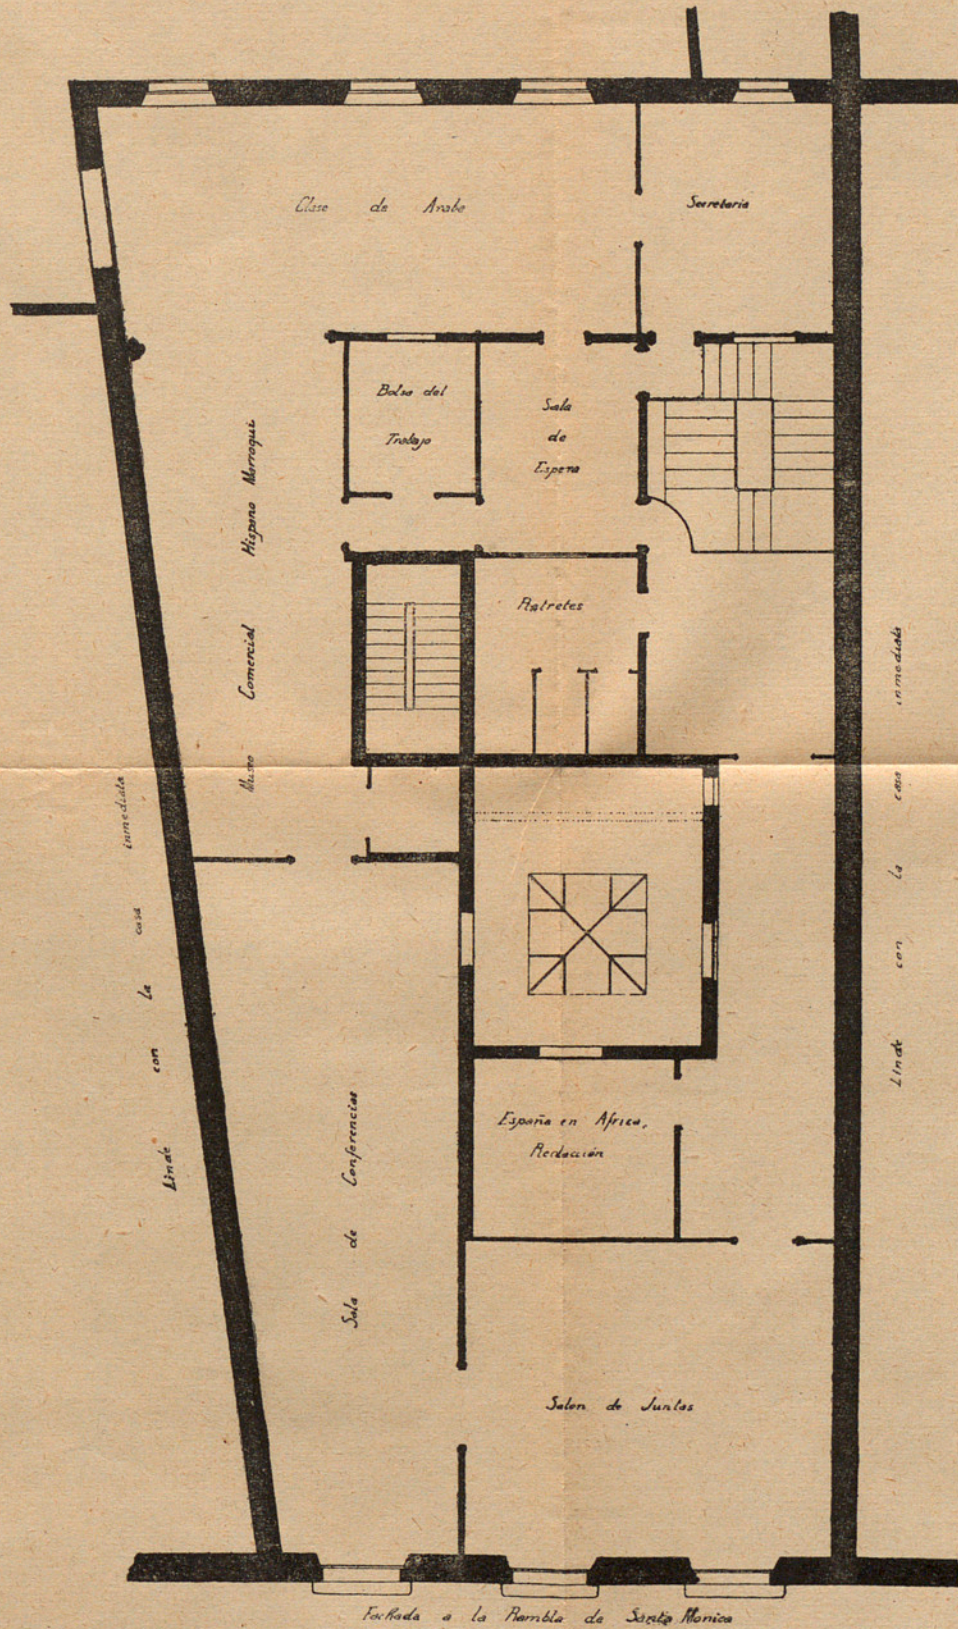 Clase de Arabe
Secretaria
Bolsa del
Trabajo
Sala
de
Espera
Museo Comercial Hispano Marroqui
Retretes
Linde con la casa inmediata
Linde con la casa inmediata
España en Africa,
Redacción
Sala de Conferencias
Salon de Juntas
Fachada a la Rambla de Santa Monica